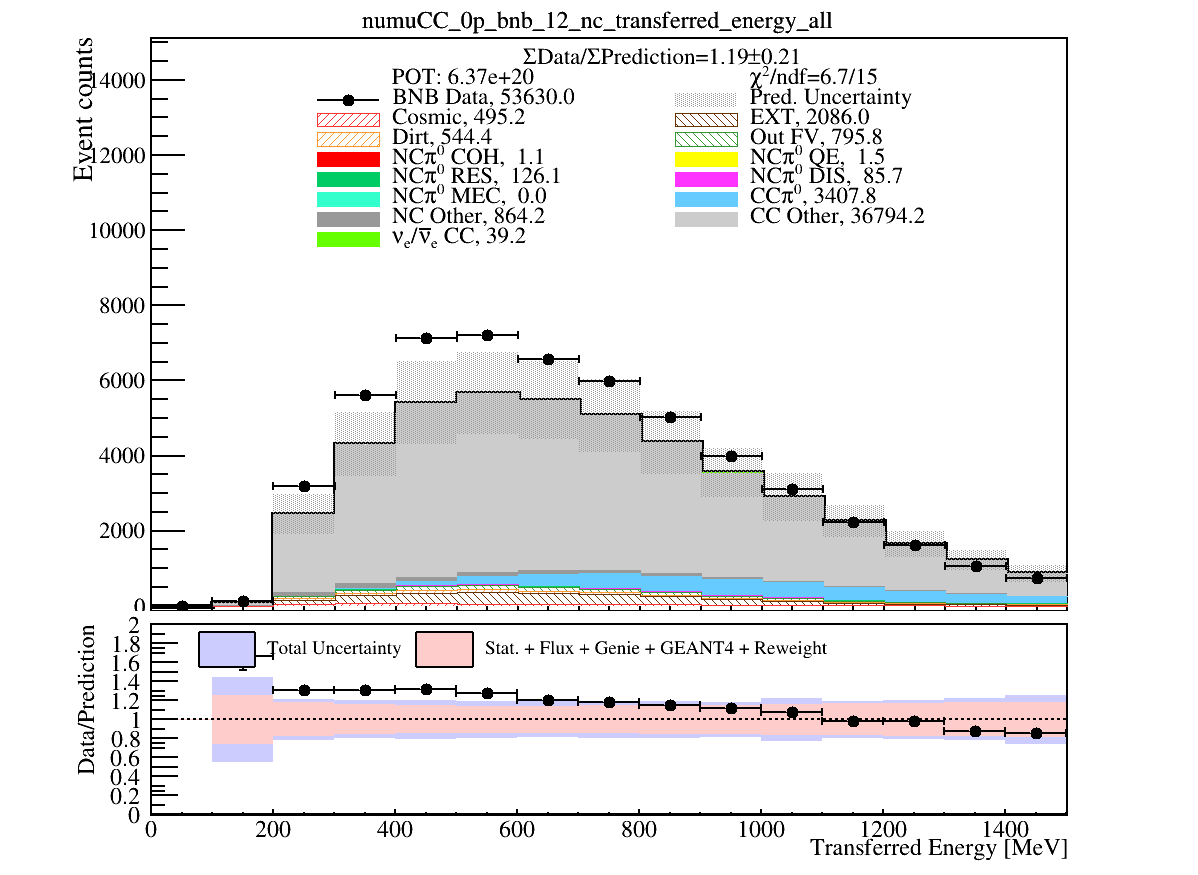 numuCC_0p_bnb_12_nc_transferred_energy_all
ΣData/ΣPrediction=1.19±0.21
POT: 6.37e+20
χ²/ndf=6.7/15
BNB Data, 53630.0
Pred. Uncertainty
Cosmic, 495.2
EXT, 2086.0
Dirt, 544.4
Out FV, 795.8
NCπ⁰ COH, 1.1
NCπ⁰ QE, 1.5
NCπ⁰ RES, 126.1
NCπ⁰ DIS, 85.7
NCπ⁰ MEC, 0.0
CCπ⁰, 3407.8
NC Other, 864.2
CC Other, 36794.2
νₑ/ν̅ₑ CC, 39.2
Event counts
14000
12000
10000
8000
6000
4000
2000
0
Total Uncertainty
Stat. + Flux + Genie + GEANT4 + Reweight
Data/Prediction
2
1.8
1.6
1.4
1.2
1
0.8
0.6
0.4
0.2
0
0 200 400 600 800 1000 1200 1400
Transferred Energy [MeV]